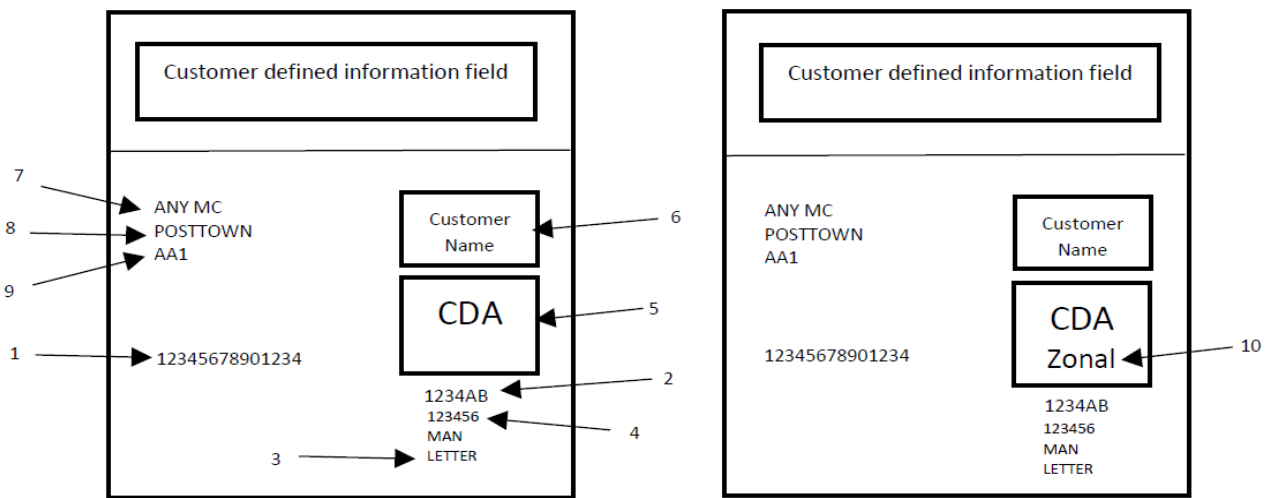 Customer defined information field
7
ANY MC
8
POSTTOWN
9
AA1
Customer
Name
6
CDA
5
1
12345678901234
1234AB
2
123456
4
MAN
3
LETTER
Customer defined information field
ANY MC
POSTTOWN
AA1
Customer
Name
CDA
Zonal
10
12345678901234
1234AB
123456
MAN
LETTER